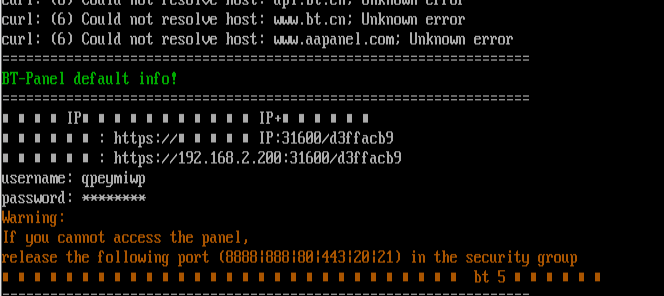 curl: (6) Could not resolve host: api.bt.cn; Unknown error
curl: (6) Could not resolve host: www.bt.cn; Unknown error
curl: (6) Could not resolve host: www.aapanel.com; Unknown error
==================================================================
BT-Panel default info!
==================================================================
■ ■ ■ ■ IP■ ■ ■ ■ ■ ■ ■ ■ ■ ■ ■ IP+■ ■ ■ ■ ■ ■
■ ■ ■ ■ ■ ■ : https://■ ■ ■ ■ ■ IP:31600/d3ffacb9
■ ■ ■ ■ ■ ■ : https://192.168.2.200:31600/d3ffacb9
username: qpeymiwp
password: ********
Warning:
If you cannot access the panel,
release the following port (8888|888|80|443|20|21) in the security group
■ ■ ■ ■ ■ ■ ■ ■ ■ ■ ■ ■ ■ ■ ■ ■ ■ ■ ■ ■ ■ ■ ■ ■ ■ ■ ■ ■ ■ bt 5 ■ ■ ■ ■ ■ ■
==================================================================